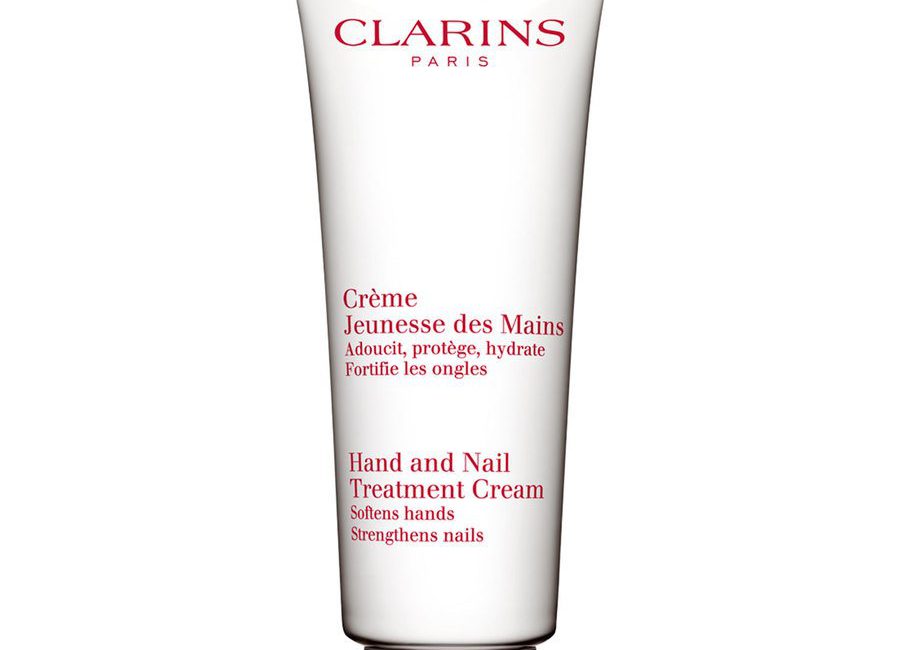 CLARINS
PARIS
Crème
Jeunesse des Mains
Adoucit, protège, hydrate
Fortifie les ongles
Hand and Nail
Treatment Cream
Softens hands
Strengthens nails